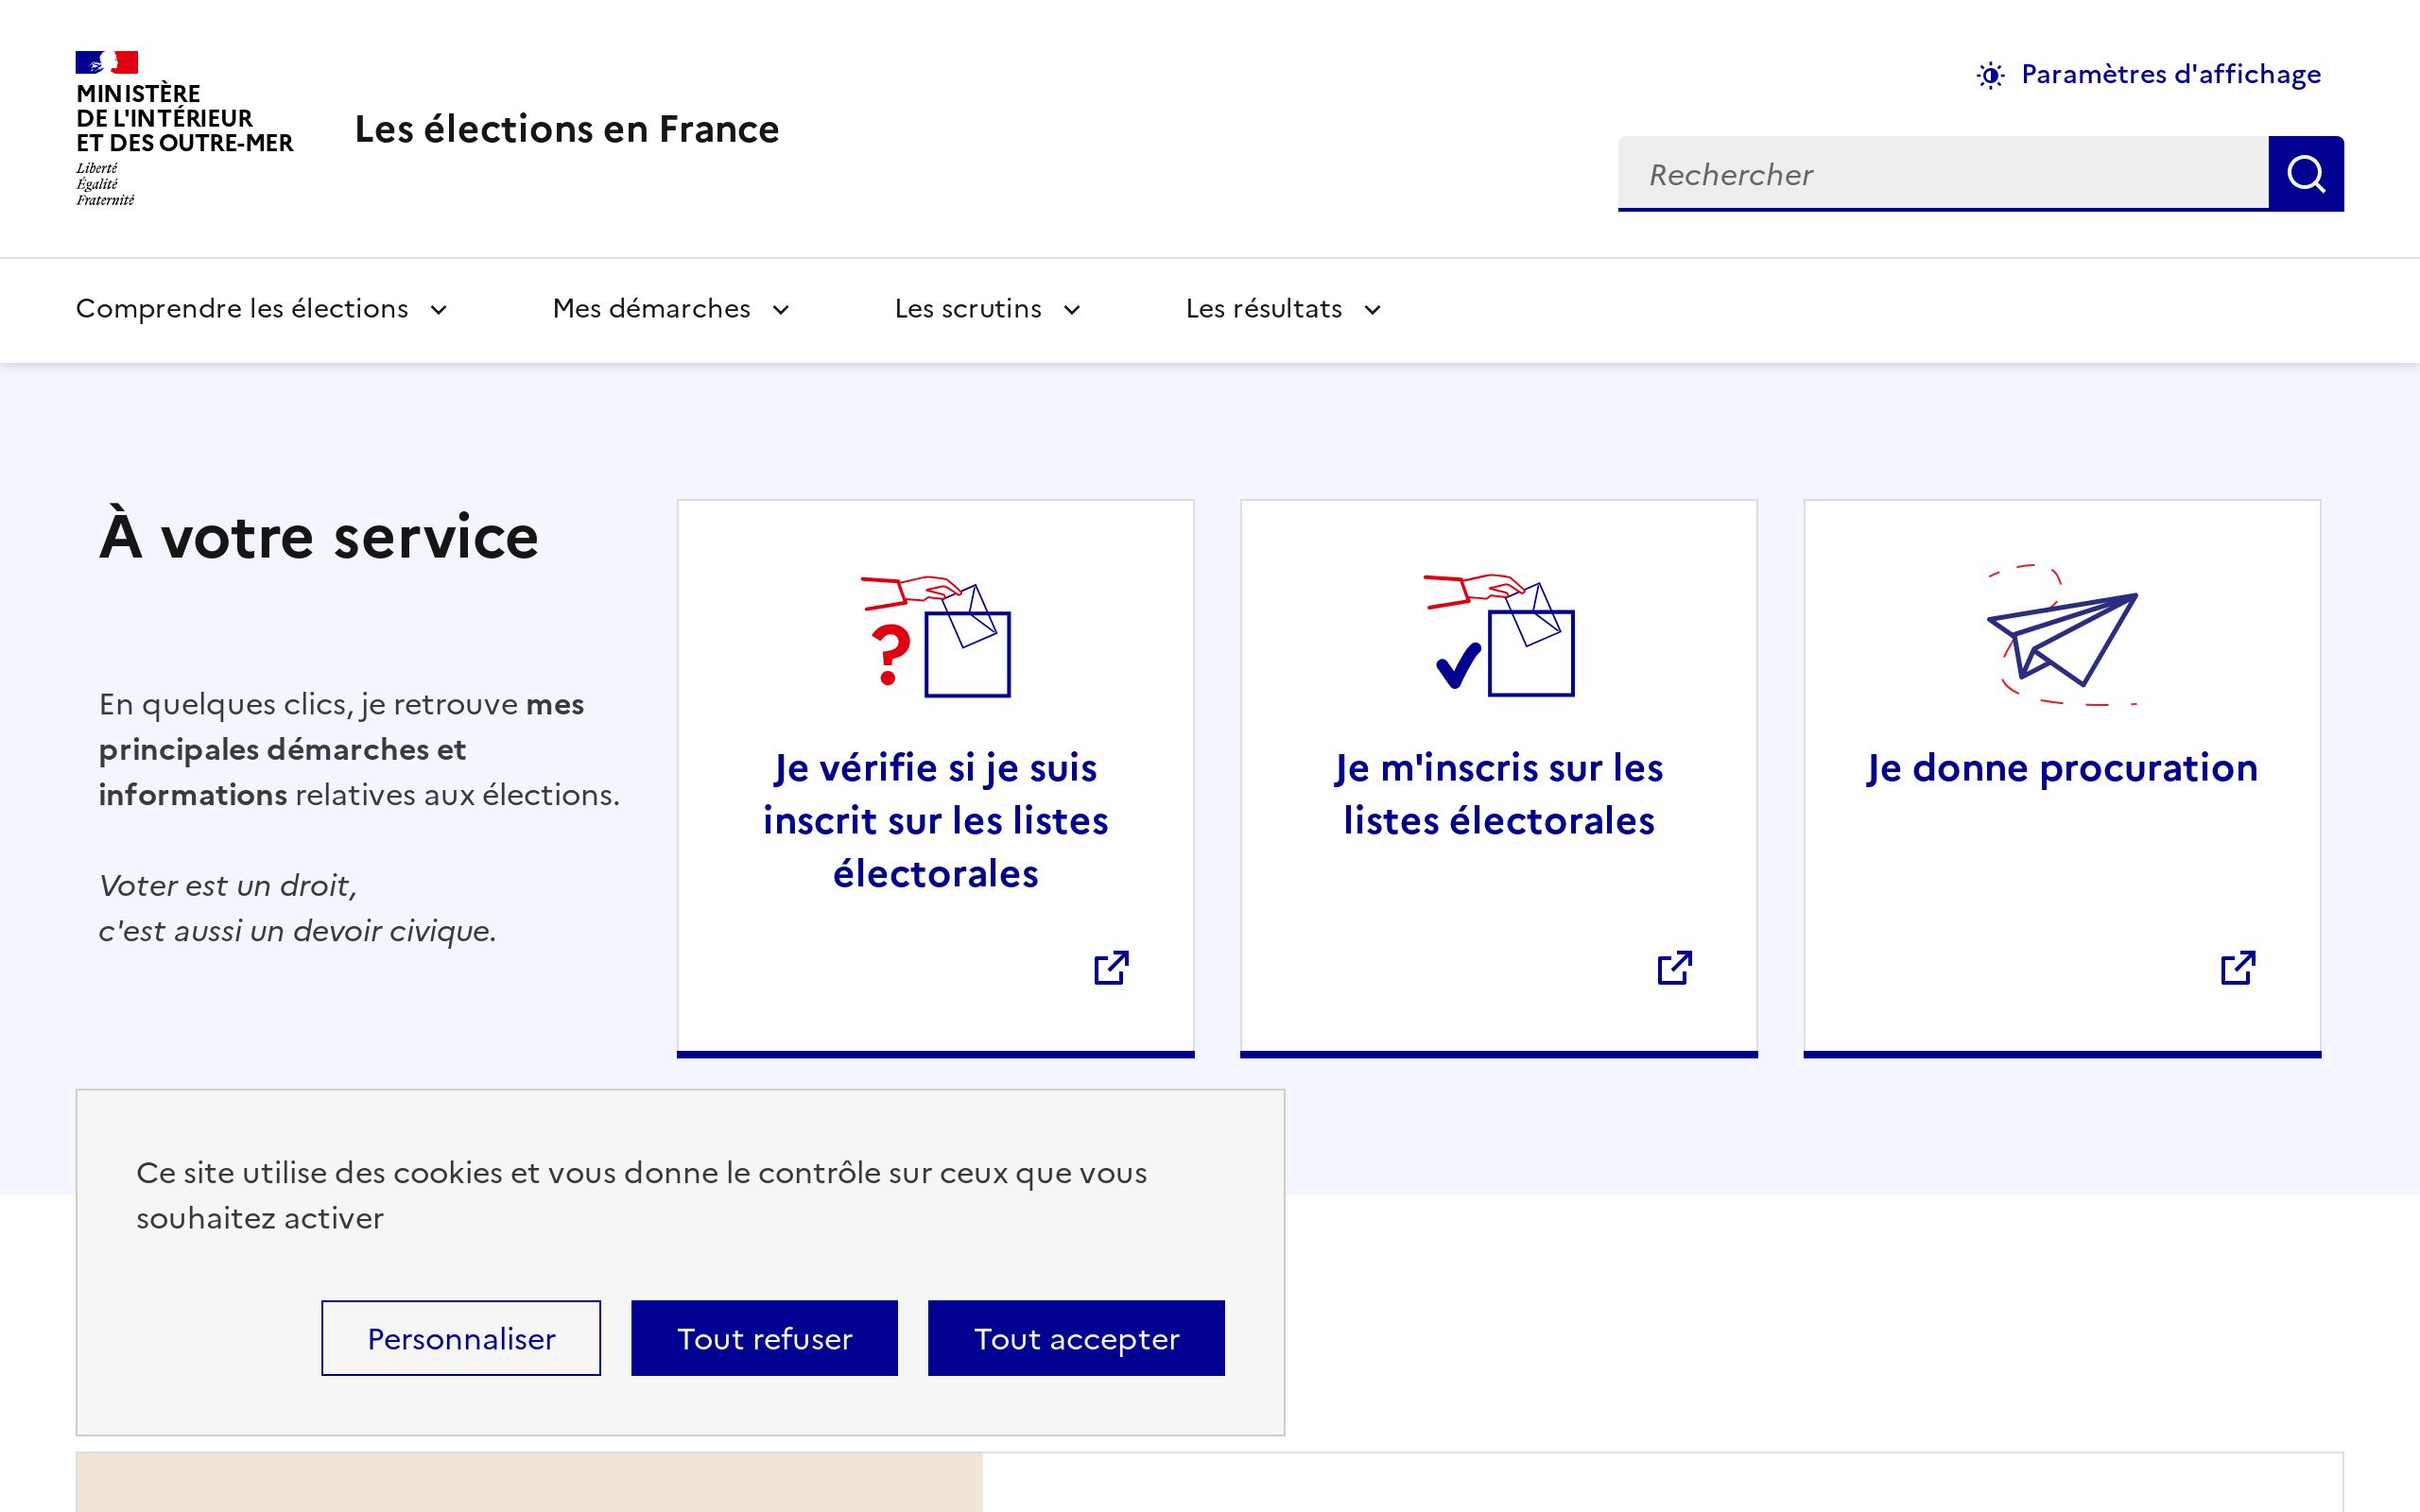 MINISTÈRE
DE L'INTÉRIEUR
ET DES OUTRE-MER
Liberté
Égalité
Fraternité
Les élections en France
Paramètres d'affichage
Rechercher
Comprendre les élections
Mes démarches
Les scrutins
Les résultats
À votre service
En quelques clics, je retrouve mes
principales démarches et
informations relatives aux élections.
Voter est un droit,
c'est aussi un devoir civique.
Je vérifie si je suis
inscrit sur les listes
électorales
Je m'inscris sur les
listes électorales
Je donne procuration
Ce site utilise des cookies et vous donne le contrôle sur ceux que vous
souhaitez activer
Personnaliser
Tout refuser
Tout accepter